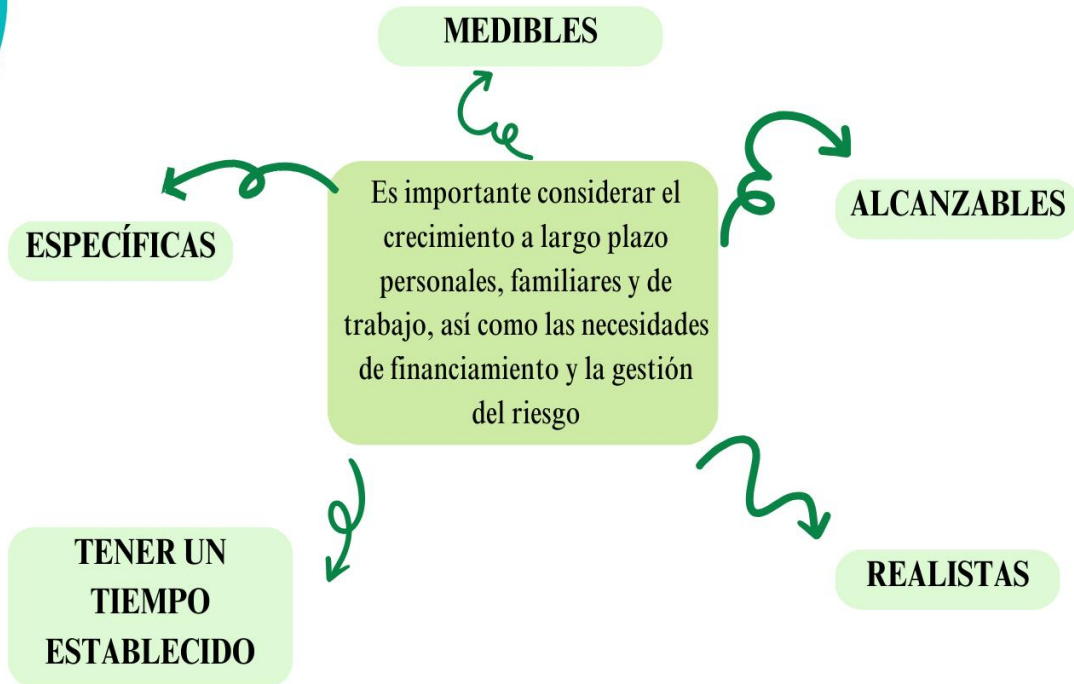 MEDIBLES
ESPECÍFICAS
ALCANZABLES
Es importante considerar el
crecimiento a largo plazo
personales, familiares y de
trabajo, así como las necesidades
de financiamiento y la gestión
del riesgo
TENER UN
TIEMPO
ESTABLECIDO
REALISTAS